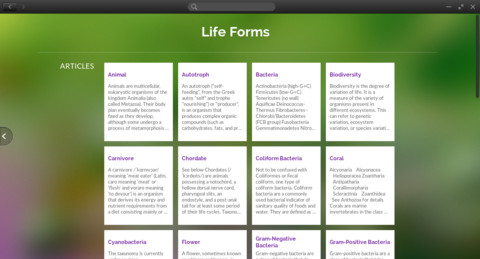 Life Forms
ARTICLES
Animal
Animals are multicellular,
eukaryotic organisms of the
kingdom Animalia (also
called Metazoa). Their body
plan eventually becomes
fixed as they develop,
although some undergo a
process of metamorphosis ...
Autotroph
An autotroph ("self-
feeding", from the Greek
autos "self" and trophe
"nourishing") or "producer",
is an organism that
produces complex organic
compounds (such as
carbohydrates, fats, and pr...
Bacteria
Actinobacteria (high-G+C)
Firmicutes (low-G+C)
Tenericutes (no wall)
Aquificae Deinococcus-
Thermus Fibrobacteres–
Chlorobi/Bacteroidetes
(FCB group) Fusobacteria
Gemmatimonadetes Nitro...
Biodiversity
Biodiversity is the degree of
variation of life. It is a
measure of the variety of
organisms present in
different ecosystems. This
can refer to genetic
variation, ecosystem
variation, or species variati...
Carnivore
A carnivore /ˈkɑrnɪvɔər/
meaning 'meat eater' (Latin,
caro meaning 'meat' or
'flesh' and vorare meaning
'to devour') is an organism
that derives its energy and
nutrient requirements from
a diet consisting mainly or ...
Chordate
See below Chordates (/
ˈkɔrdeɪts/) are animals
possessing a notochord, a
hollow dorsal nerve cord,
pharyngeal slits, an
endostyle, and a post-anal
tail for at least some period
of their life cycles. Taxono...
Coliform Bacteria
Not to be confused with
Coliformes or fecal
coliform, one type of
coliform bacteria. Coliform
bacteria are a commonly
used bacterial indicator of
sanitary quality of foods and
water. They are defined as ...
Coral
Alcyonaria Alcyonacea
Helioporacea Zoantharia
Antipatharia
Corallimorpharia
Scleractinia Zoanthidea
See Anthozoa for details
Corals are marine
invertebrates in the class ...
Cyanobacteria
The taxonomy is currently
Flower
A flower, sometimes known
Gram-Negative
Bacteria
Gram-negative bacteria are
Gram-Positive Bacteria
Gram-positive bacteria are a